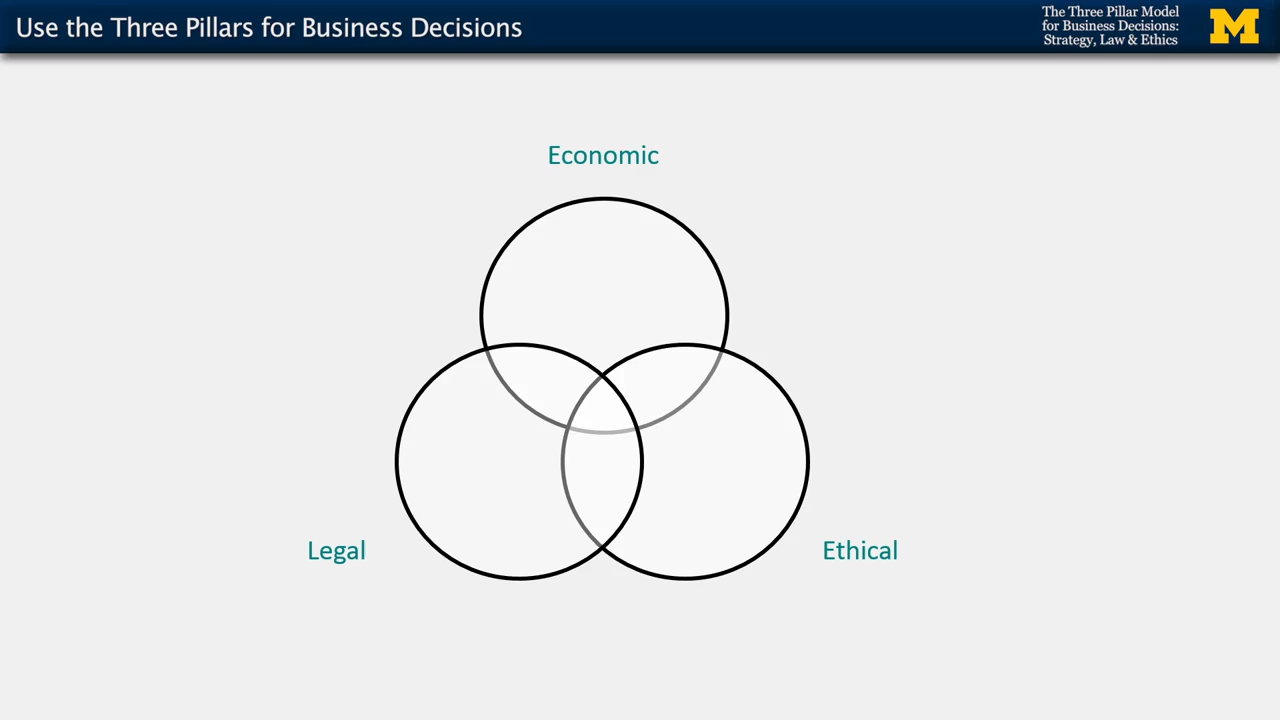 Use the Three Pillars for Business Decisions
The Three Pillar Model
for Business Decisions:
Strategy, Law & Ethics
M
Economic
Legal
Ethical